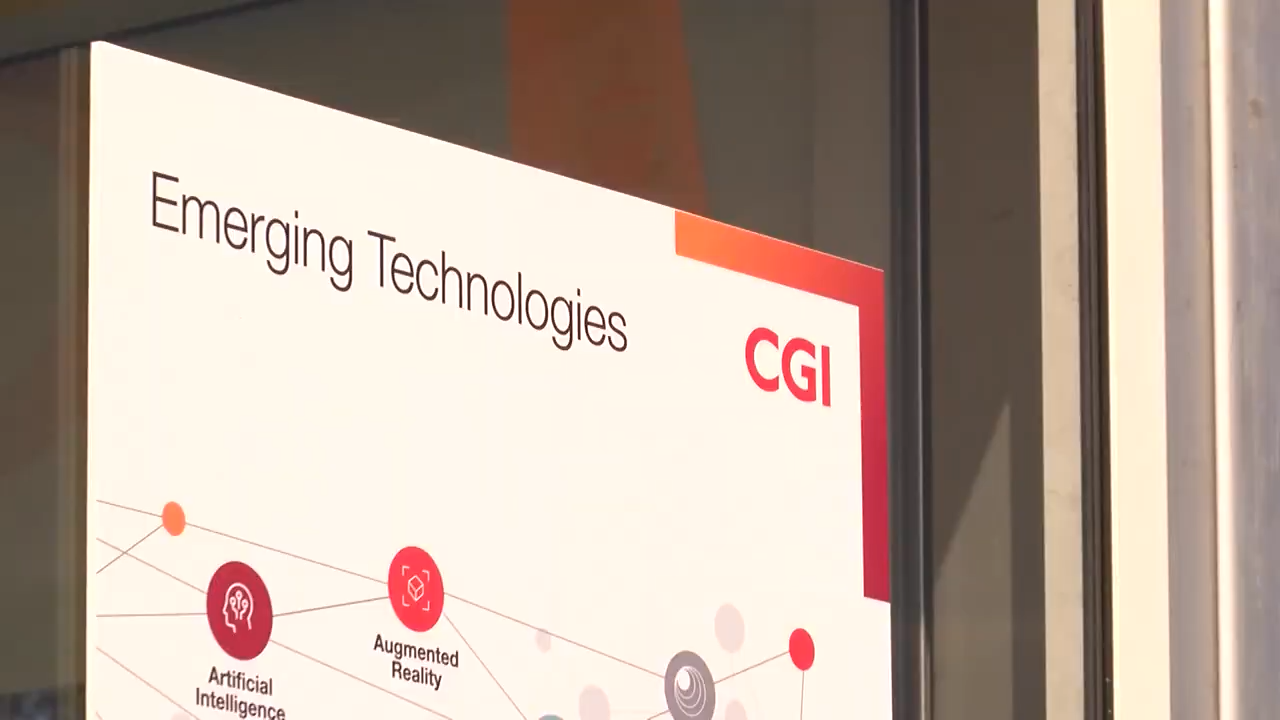 Emerging Technologies
CGI
Augmented
Reality
Artificial
Intelligence